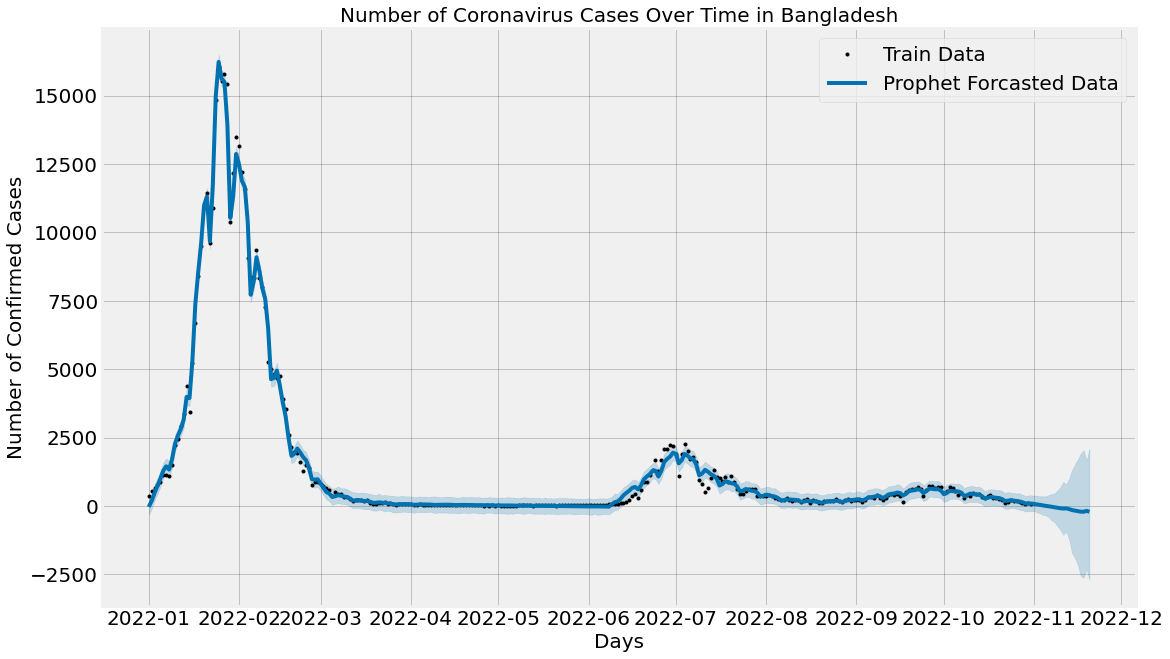 Number of Coronavirus Cases Over Time in Bangladesh
Train Data
Prophet Forcasted Data
Number of Confirmed Cases
15000
12500
10000
7500
5000
2500
0
−2500
2022-01 2022-02 2022-03 2022-04 2022-05 2022-06 2022-07 2022-08 2022-09 2022-10 2022-11 2022-12
Days